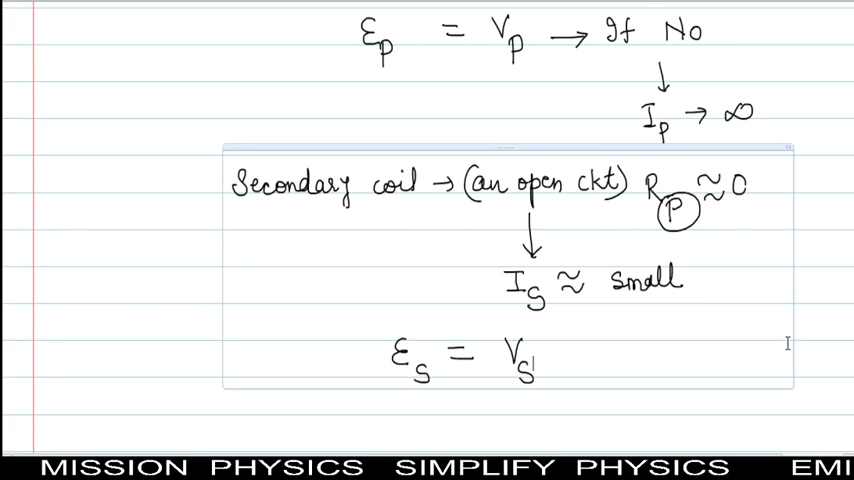 εp = Vp → If No
↓
Ip → ∞
Secondary coil → (an open ckt) Rp ≈ 0
↓
Is ≈ small
εs = Vs
MISSION PHYSICS SIMPLIFY PHYSICS EMI